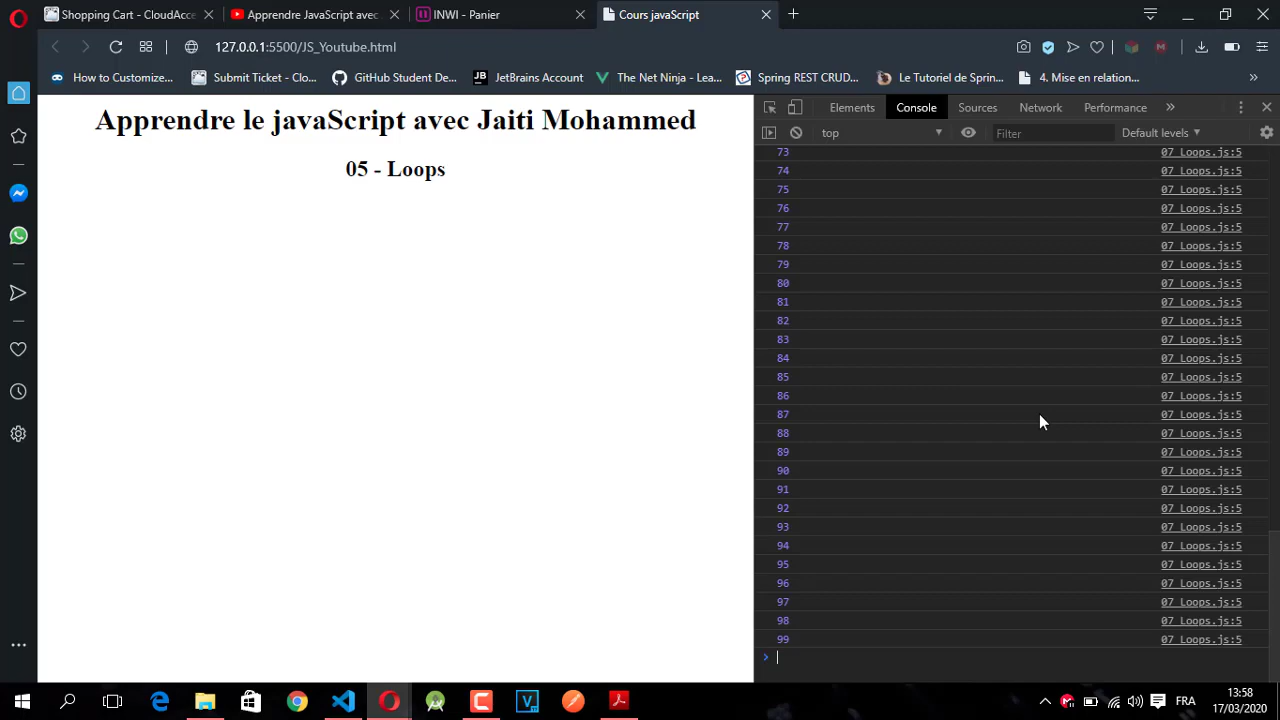 Shopping Cart - CloudAcce
Apprendre JavaScript avec
INWI - Panier
Cours javaScript
127.0.0.1:5500/JS_Youtube.html
How to Customize...
Submit Ticket - Clo...
GitHub Student De...
JetBrains Account
The Net Ninja - Lea...
Spring REST CRUD...
Le Tutoriel de Sprin...
4. Mise en relation...
»
Apprendre le javaScript avec Jaiti Mohammed
05 - Loops
Elements
Console
Sources
Network
Performance
»
top
Filter
Default levels
73 07 Loops.js:5
74 07 Loops.js:5
75 07 Loops.js:5
76 07 Loops.js:5
77 07 Loops.js:5
78 07 Loops.js:5
79 07 Loops.js:5
80 07 Loops.js:5
81 07 Loops.js:5
82 07 Loops.js:5
83 07 Loops.js:5
84 07 Loops.js:5
85 07 Loops.js:5
86 07 Loops.js:5
87 07 Loops.js:5
88 07 Loops.js:5
89 07 Loops.js:5
90 07 Loops.js:5
91 07 Loops.js:5
92 07 Loops.js:5
93 07 Loops.js:5
94 07 Loops.js:5
95 07 Loops.js:5
96 07 Loops.js:5
97 07 Loops.js:5
98 07 Loops.js:5
99 07 Loops.js:5
FRA
13:58
17/03/2020